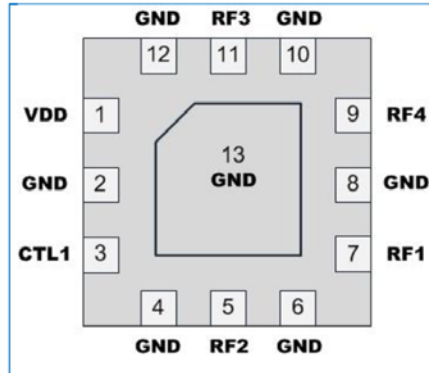 GND RF3 GND
12 11 10
VDD 1 9 RF4
13
GND
GND 2 8 GND
CTL1 3 7 RF1
4 5 6
GND RF2 GND